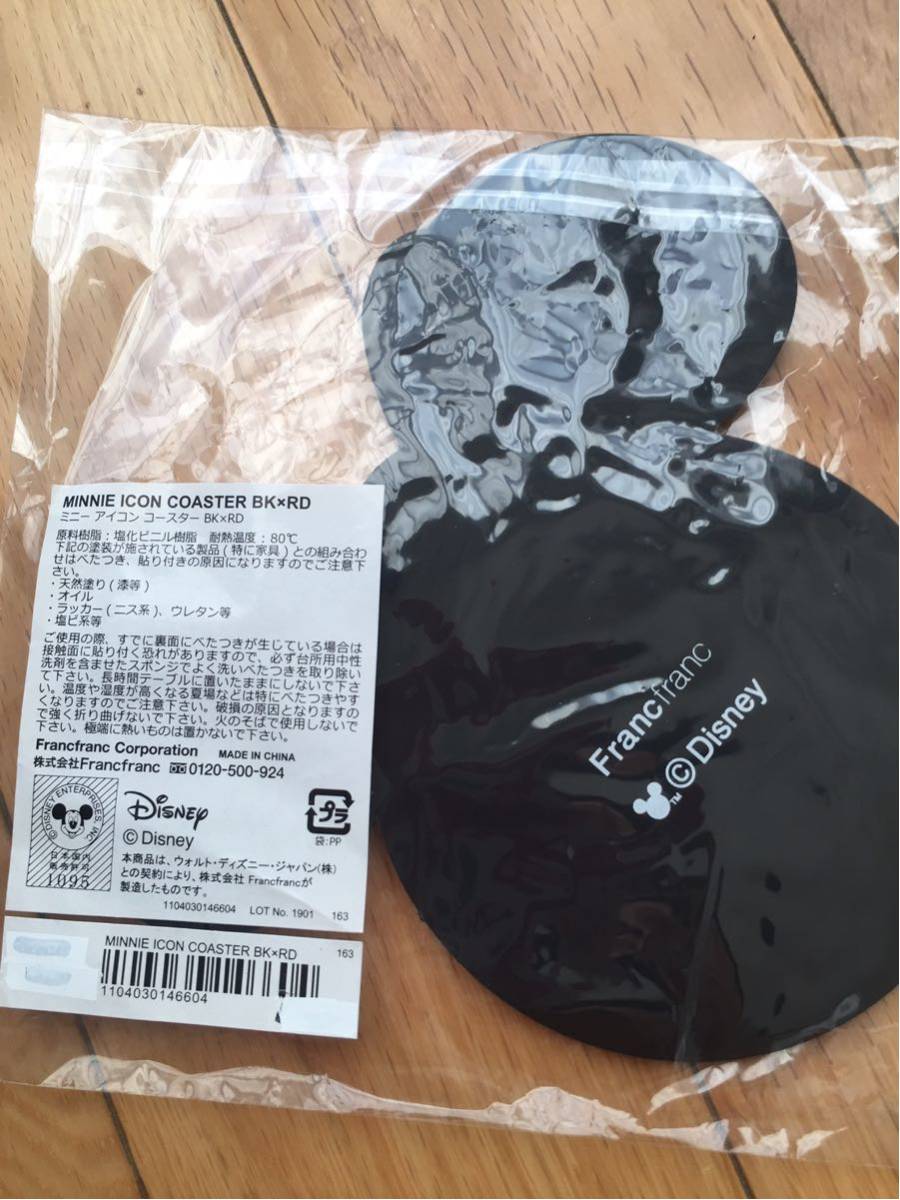 MINNIE ICON COASTER BK×RD
ミニー アイコン コースター BK×RD
原料樹脂：塩化ビニル樹脂　耐熱温度：80℃
下記の塗装が施されている製品(特に家具)との組み合わ
せはべたつき、貼り付きの原因になりますのでご注意下
さい。
・天然塗り(漆等)
・オイル
・ラッカー(ニス系)、ウレタン等
・塩ビ系等
ご使用の際、すでに裏面にべたつきが生じている場合は
接触面に貼り付く恐れがありますので、必ず台所用中性
洗剤を含ませたスポンジでよく洗いべたつきを取り除い
て下さい。長時間テーブルに置いたままにしないで下さ
い。温度や湿度が高くなる夏場などは特にべたつきやす
くなりますのでご注意下さい。破損の原因となりますの
で強く折り曲げないで下さい。火のそばで使用しないで
下さい。極端に熱いものは置かないで下さい。
Francfranc Corporation MADE IN CHINA
株式会社Francfranc 0120-500-924
©DISNEY ENTERPRISES, INC.
日本国内
販売許可
1095
Disney
©Disney
プラ
袋:PP
本商品は、ウォルト・ディズニー・ジャパン(株)
との契約により、株式会社 Francfrancが
製造したものです。
1104030146604 LOT No. 1901 163
MINNIE ICON COASTER BK×RD 163
1104030146604
Francfranc
™ © Disney